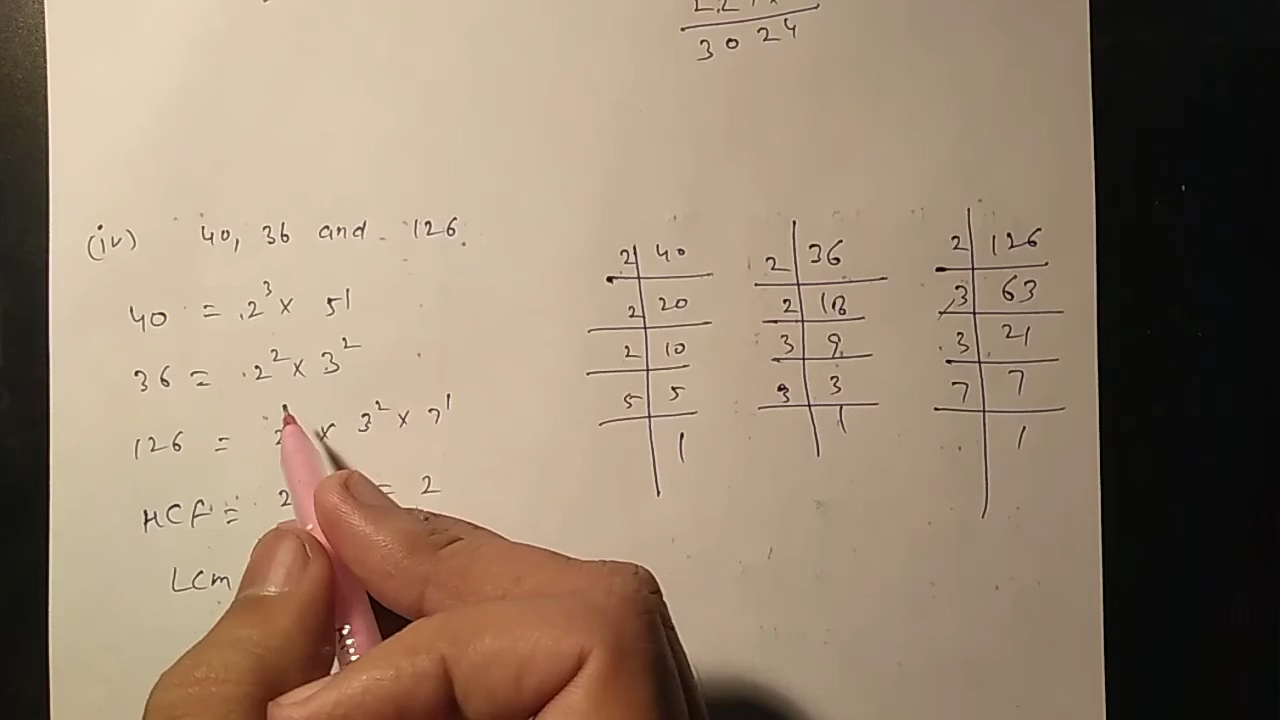 3024
(iv) 40, 36 and 126.
40 = 2³ × 5¹
36 = 2² × 3²
126 = 2 × 3² × 7¹
HCF = 2 = 2
LCM
2 | 40
2 | 20
2 | 10
5 | 5
1
2 | 36
2 | 18
3 | 9
3 | 3
1
2 | 126
3 | 63
3 | 21
7 | 7
1